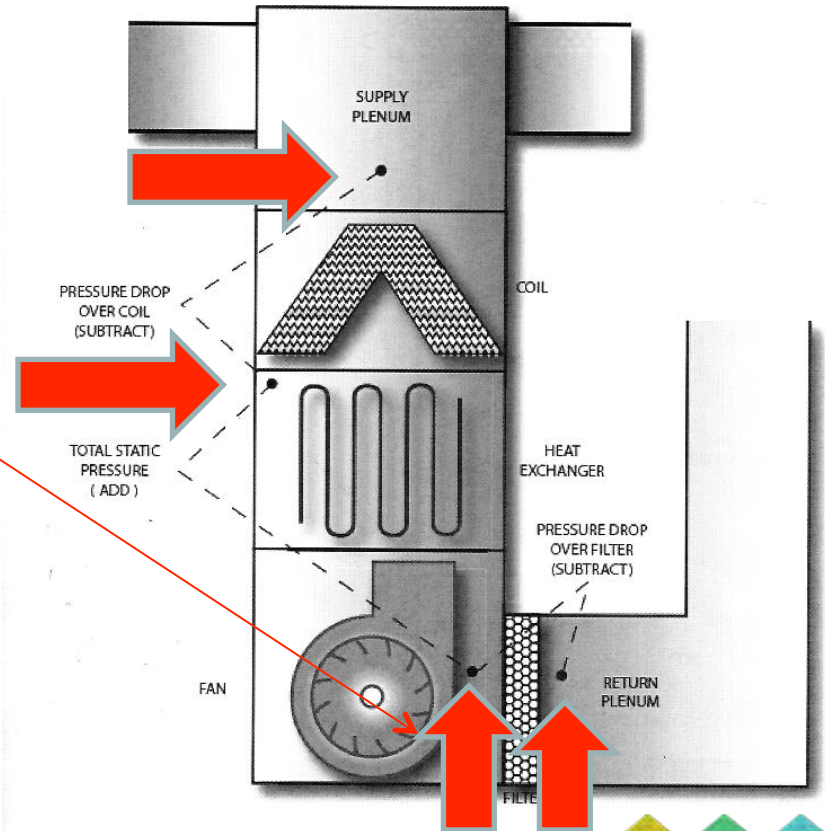 SUPPLY
PLENUM
COIL
PRESSURE DROP
OVER COIL
(SUBTRACT)
TOTAL STATIC
PRESSURE
( ADD )
HEAT
EXCHANGER
PRESSURE DROP
OVER FILTER
(SUBTRACT)
FAN
RETURN
PLENUM
FILTE